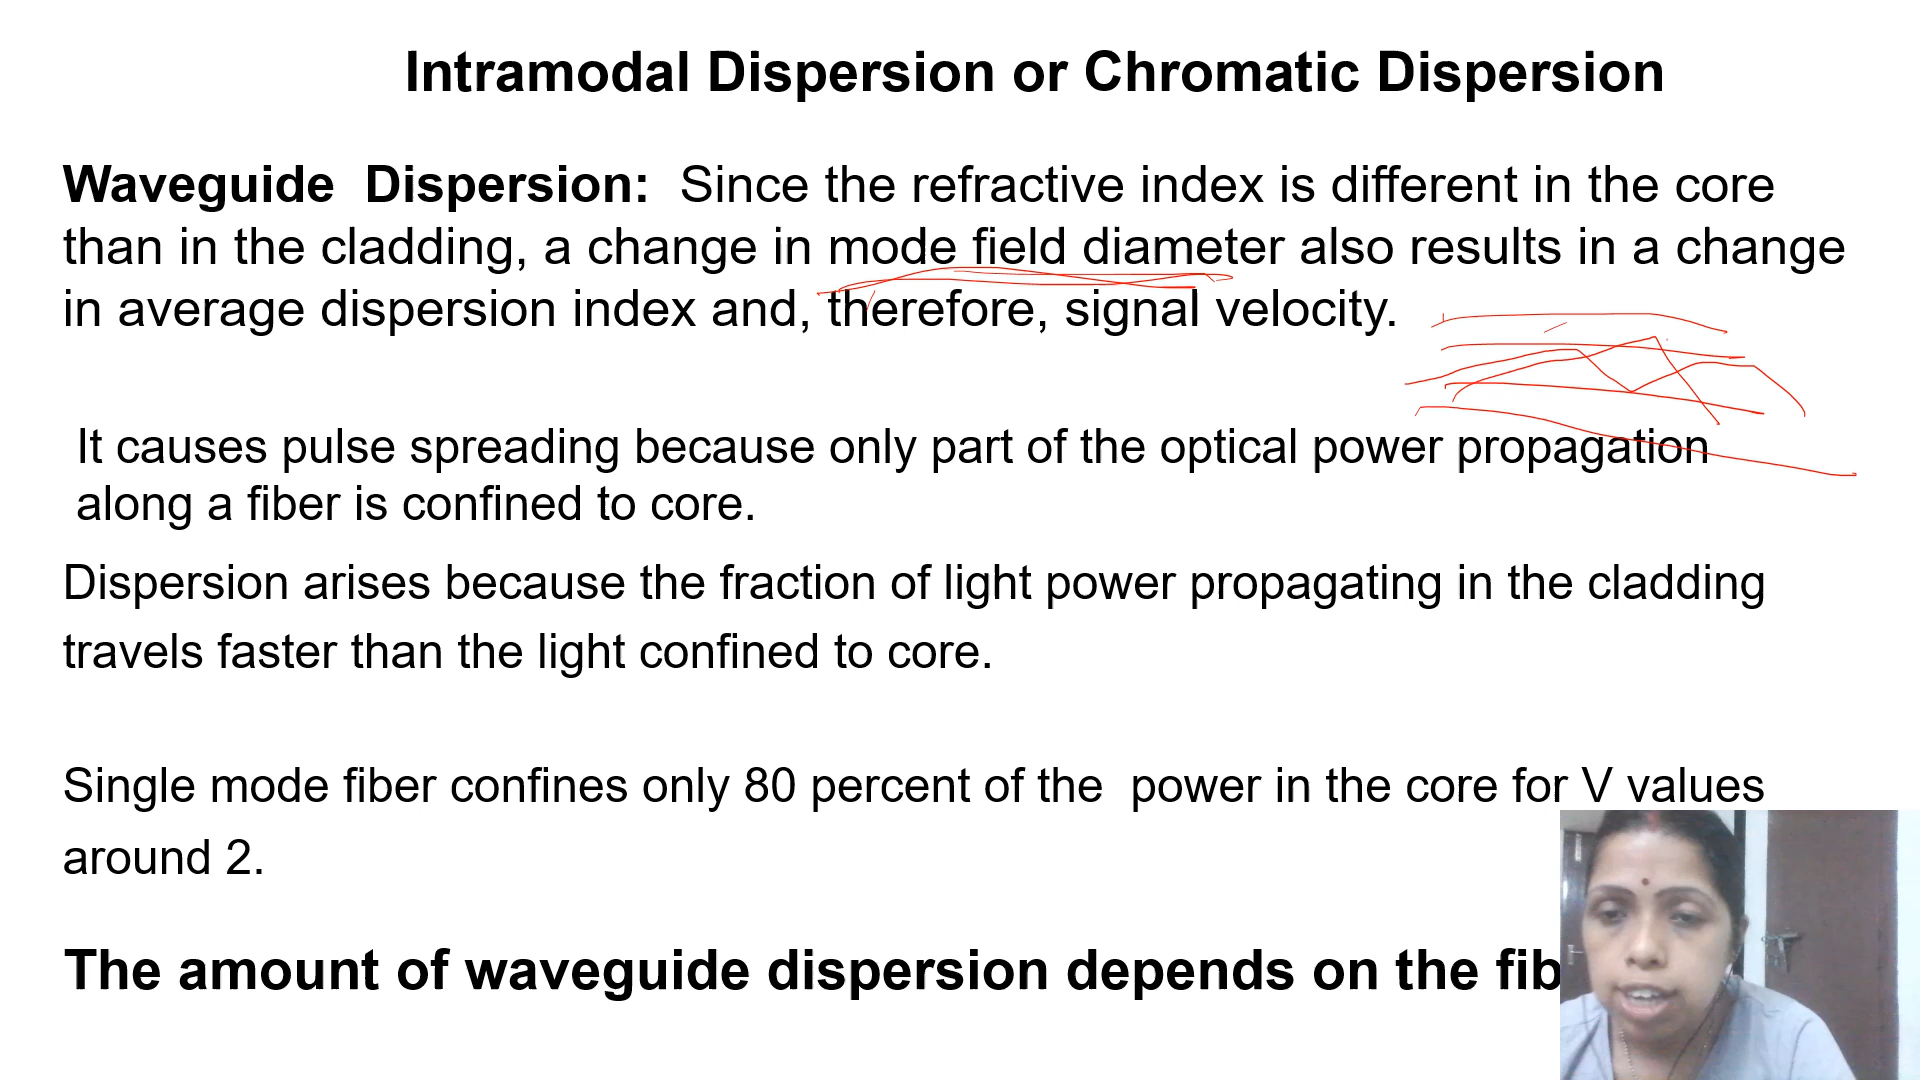 Intramodal Dispersion or Chromatic Dispersion
Waveguide Dispersion: Since the refractive index is different in the core
than in the cladding, a change in mode field diameter also results in a change
in average dispersion index and, therefore, signal velocity.
It causes pulse spreading because only part of the optical power propagation
along a fiber is confined to core.
Dispersion arises because the fraction of light power propagating in the cladding
travels faster than the light confined to core.
Single mode fiber confines only 80 percent of the power in the core for V values
around 2.
The amount of waveguide dispersion depends on the fib